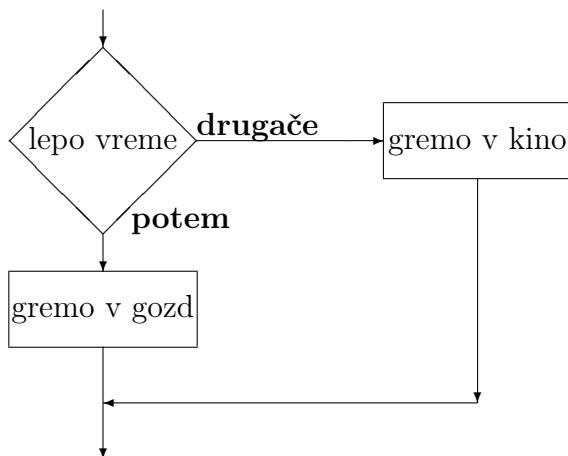 lepo vreme
drugače
gremo v kino
potem
gremo v gozd